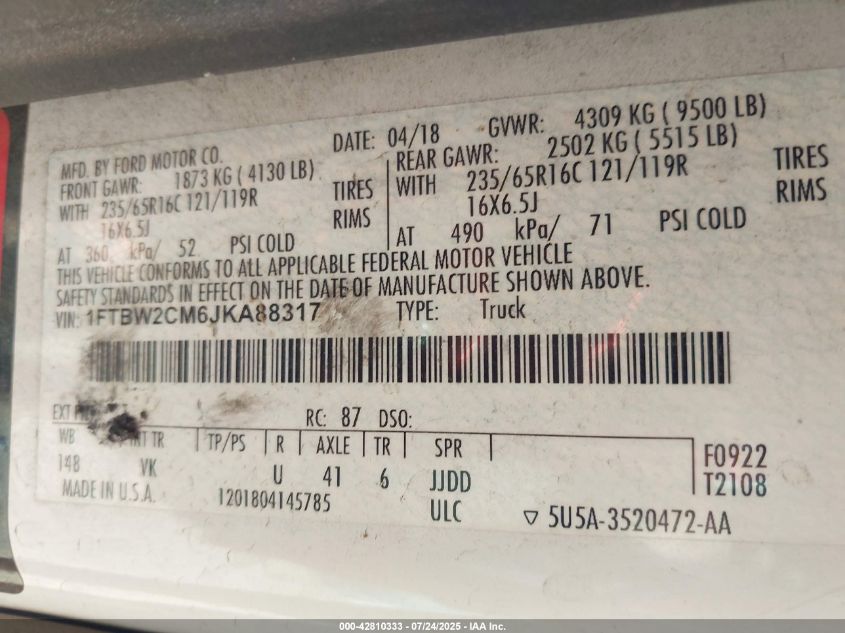 MFD. BY FORD MOTOR CO.
DATE: 04/18
GVWR: 4309 KG ( 9500 LB)
FRONT GAWR: 1873 KG ( 4130 LB)
WITH 235/65R16C 121/119R TIRES
16X6.5J RIMS
AT 360 kPa/ 52 PSI COLD
REAR GAWR: 2502 KG ( 5515 LB)
WITH 235/65R16C 121/119R TIRES
16X6.5J RIMS
AT 490 kPa/ 71 PSI COLD
THIS VEHICLE CONFORMS TO ALL APPLICABLE FEDERAL MOTOR VEHICLE
SAFETY STANDARDS IN EFFECT ON THE DATE OF MANUFACTURE SHOWN ABOVE.
VIN: 1FTBW2CM6JKA88317 TYPE: Truck
EXT RC: 87 DSO:
WB INT TR TP/PS R AXLE TR SPR
148 VK U 41 6 JJDD
F0922
T2108
MADE IN U.S.A. 1201804145785 ULC
5U5A-3520472-AA
000-42810333 - 07/24/2025 - IAA Inc.